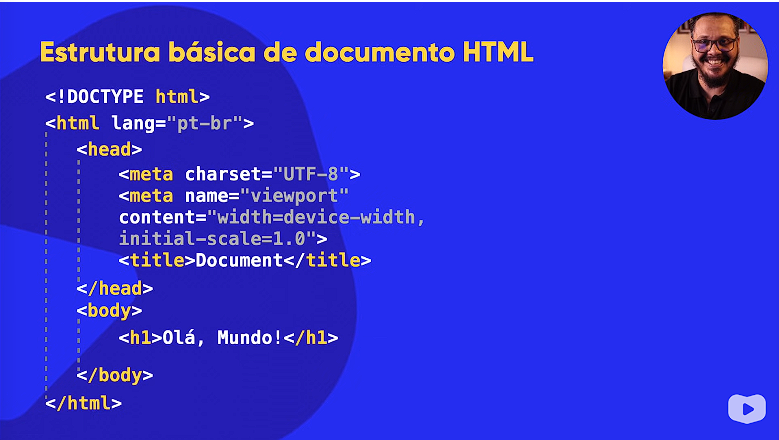 Estrutura básica de documento HTML
<!DOCTYPE html>
<html lang="pt-br">
<head>
<meta charset="UTF-8">
<meta name="viewport"
content="width=device-width,
initial-scale=1.0">
<title>Document</title>
</head>
<body>
<h1>Olá, Mundo!</h1>
</body>
</html>